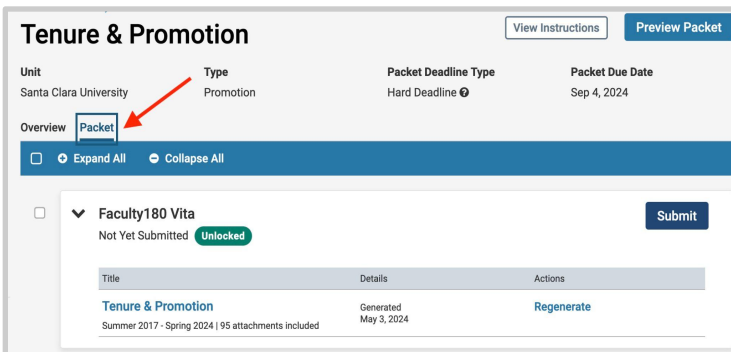 Tenure & Promotion
View Instructions
Preview Packet
Unit
Type
Packet Deadline Type
Packet Due Date
Santa Clara University
Promotion
Hard Deadline
Sep 4, 2024
Overview
Packet
Expand All
Collapse All
Faculty180 Vita
Submit
Not Yet Submitted
Unlocked
Title
Details
Actions
Tenure & Promotion
Generated
Regenerate
May 3, 2024
Summer 2017 - Spring 2024 | 95 attachments included